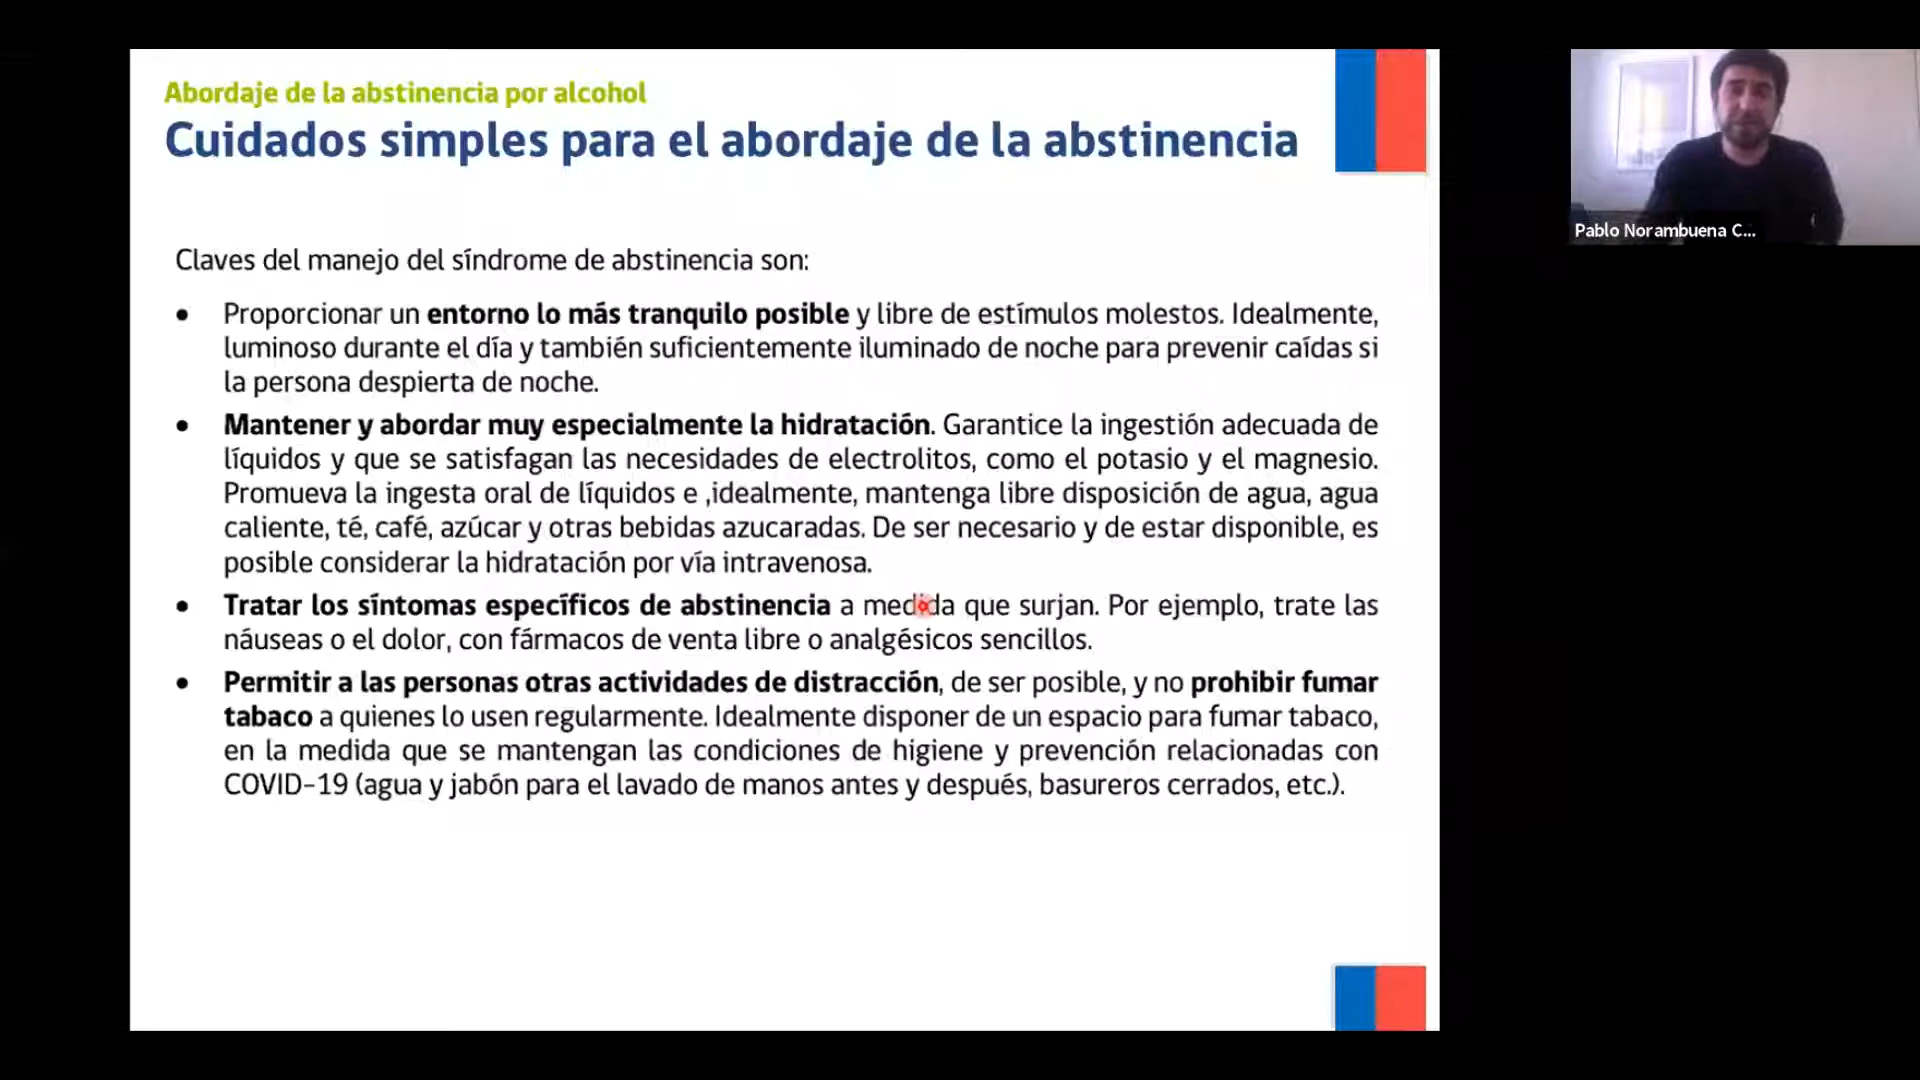 Abordaje de la abstinencia por alcohol
Cuidados simples para el abordaje de la abstinencia
Claves del manejo del síndrome de abstinencia son:
• Proporcionar un entorno lo más tranquilo posible y libre de estímulos molestos. Idealmente,
luminoso durante el día y también suficientemente iluminado de noche para prevenir caídas si
la persona despierta de noche.
• Mantener y abordar muy especialmente la hidratación. Garantice la ingestión adecuada de
líquidos y que se satisfagan las necesidades de electrolitos, como el potasio y el magnesio.
Promueva la ingesta oral de líquidos e ,idealmente, mantenga libre disposición de agua, agua
caliente, té, café, azúcar y otras bebidas azucaradas. De ser necesario y de estar disponible, es
posible considerar la hidratación por vía intravenosa.
• Tratar los síntomas específicos de abstinencia a medida que surjan. Por ejemplo, trate las
náuseas o el dolor, con fármacos de venta libre o analgésicos sencillos.
• Permitir a las personas otras actividades de distracción, de ser posible, y no prohibir fumar
tabaco a quienes lo usen regularmente. Idealmente disponer de un espacio para fumar tabaco,
en la medida que se mantengan las condiciones de higiene y prevención relacionadas con
COVID-19 (agua y jabón para el lavado de manos antes y después, basureros cerrados, etc.).
Pablo Norambuena C...